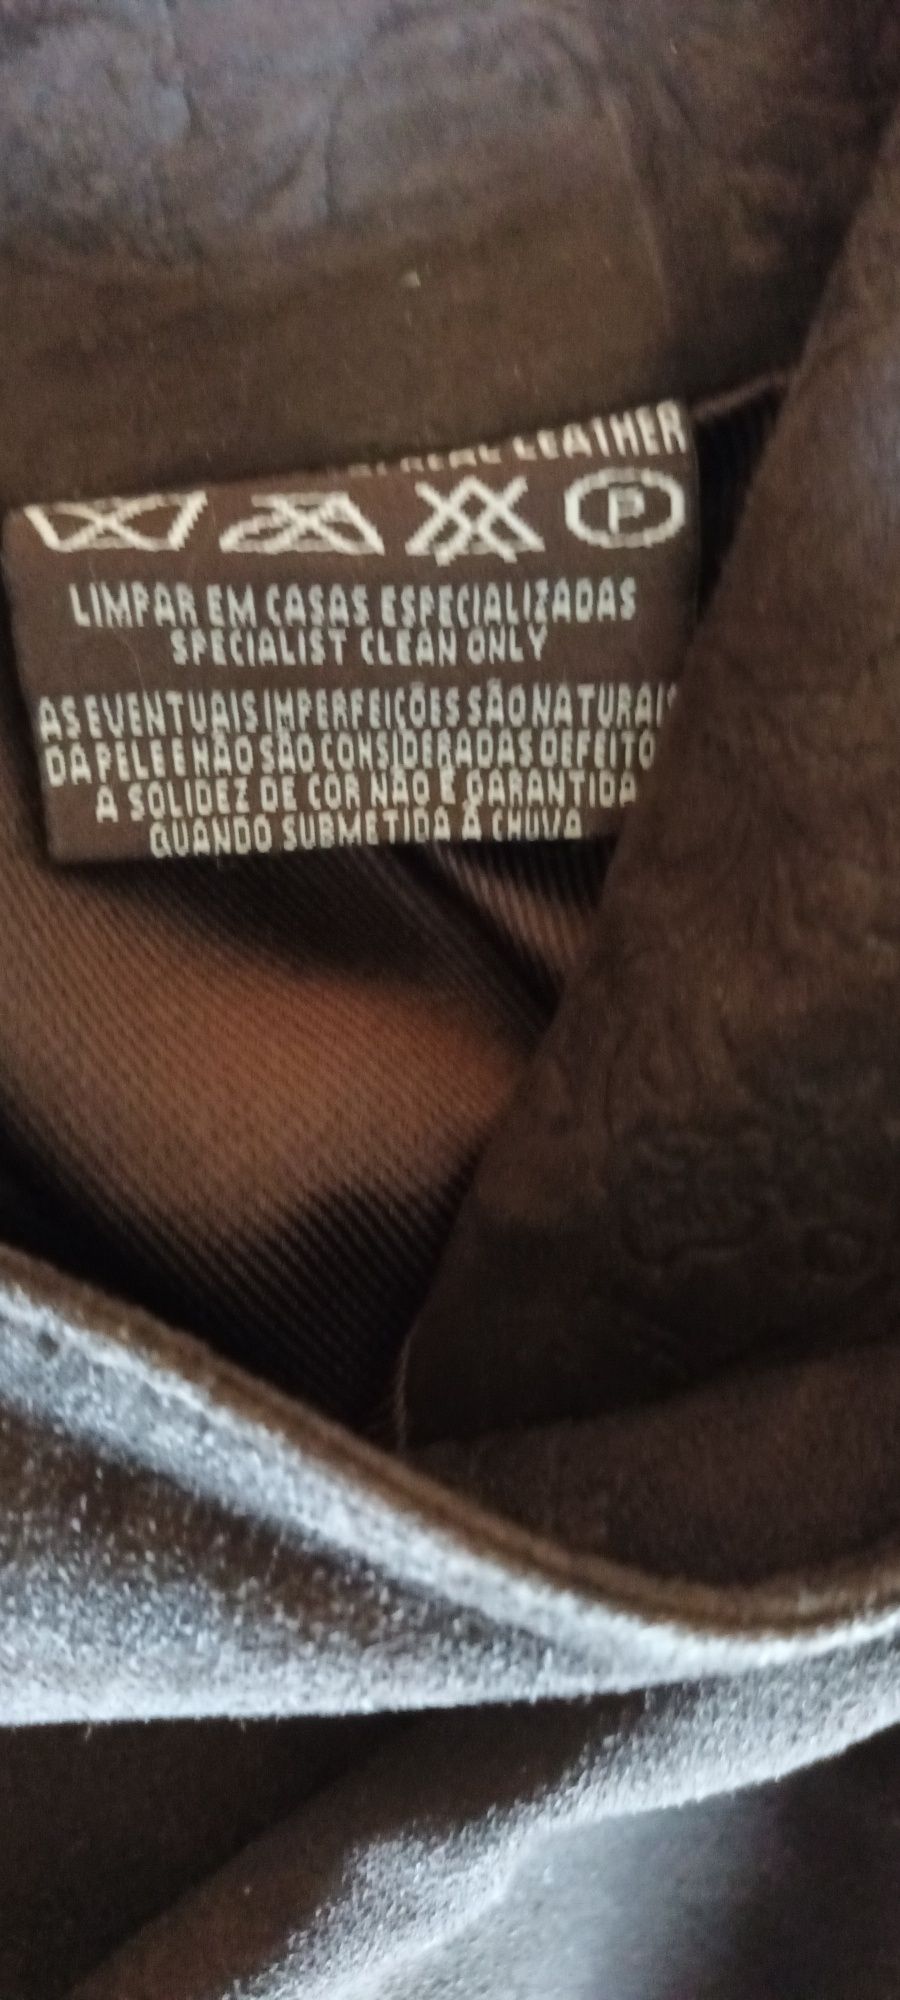 REAL LEATHER
P
LIMPAR EM CASAS ESPECIALIZADAS
SPECIALIST CLEAN ONLY
AS EVENTUAIS IMPERFEIÇÕES SÃO NATURAIS
DA PELE E NÃO SÃO CONSIDERADAS DEFEITO
A SOLIDEZ DE COR NÃO É GARANTIDA
QUANDO SUBMETIDA À CHUVA